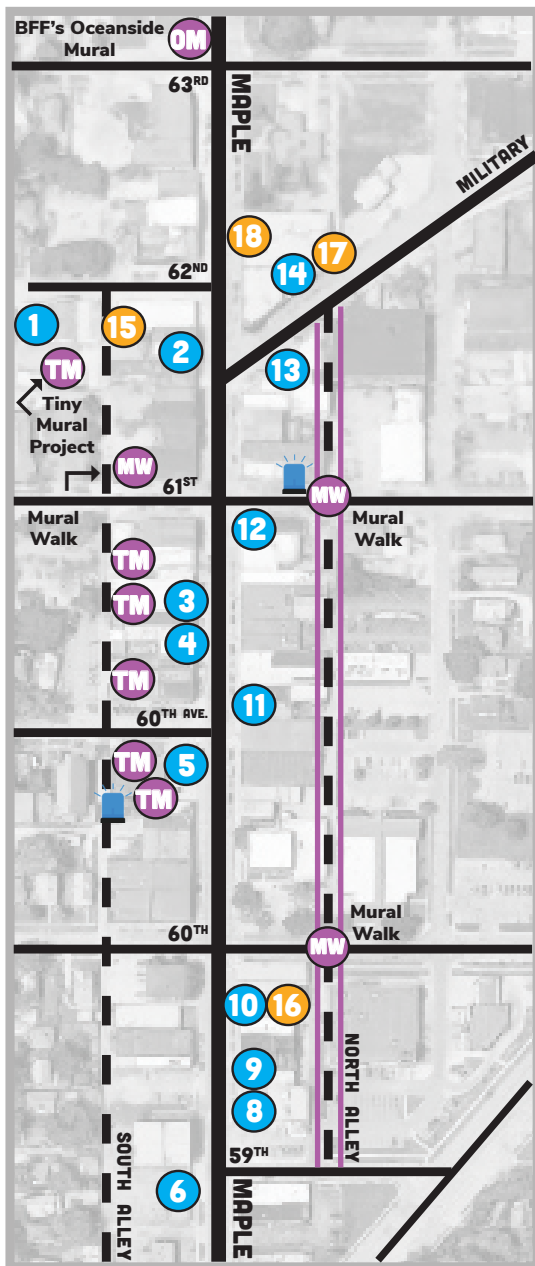 BFF's Oceanside
Mural
OM
63RD
MAPLE
MILITARY
18
17
14
62ND
1
15
2
TM
13
Tiny
Mural
Project
MW
61ST
MW
Mural
Walk
12
Mural
Walk
TM
TM
3
4
TM
11
60TH AVE.
TM
5
TM
Mural
Walk
60TH
MW
10
16
9
NORTH ALLEY
8
59TH
SOUTH ALLEY
6
MAPLE